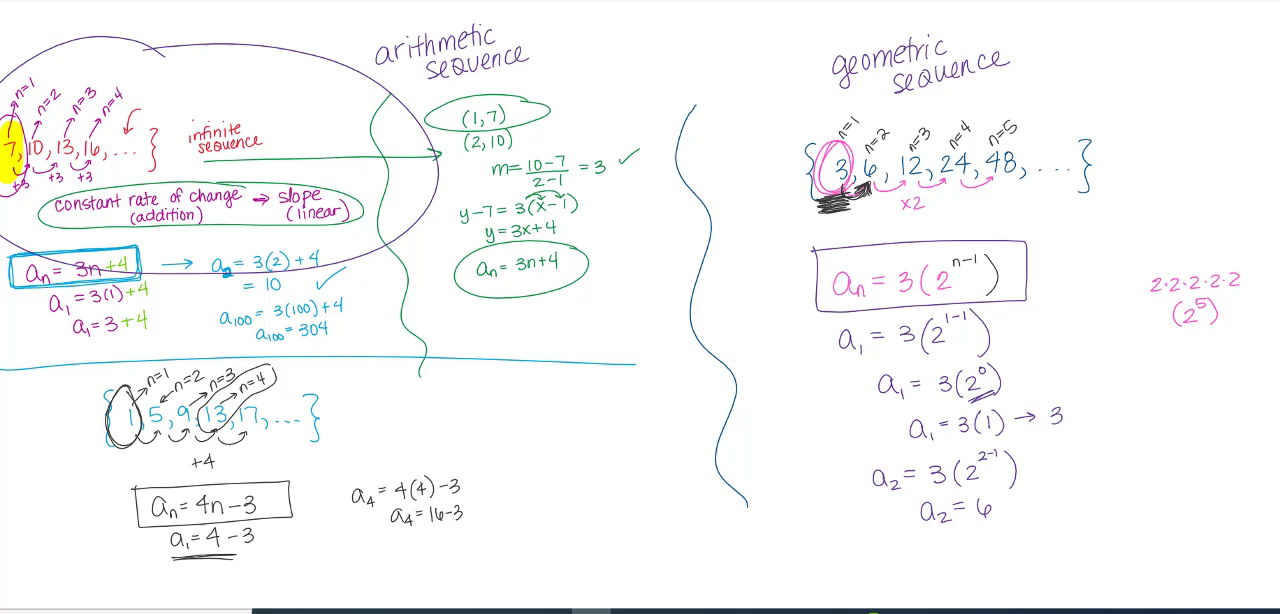 arithmetic
sequence
n=1
n=2
n=3
n=4
7, 10, 13, 16, ... }
+3 +3 +3
infinite
sequence
constant rate of change → slope
(addition) (linear)
(1,7)
(2,10)
m = 10-7 / 2-1 = 3 ✓
y-7 = 3(x-1)
y = 3x+4
aₙ = 3n+4
aₙ = 3n+4 → a₂ = 3(2)+4
= 10 ✓
a₁ = 3(1)+4
a₁ = 3+4
a₁₀₀ = 3(100)+4
a₁₀₀ = 304
n=1
n=2
n=3
n=4
{ 1, 5, 9, 13, 17, ... }
+4
aₙ = 4n-3
a₁ = 4-3
a₄ = 4(4)-3
a₄ = 16-3
geometric
sequence
n=1
n=2
n=3
n=4
n=5
{ 3, 6, 12, 24, 48, ... }
x2
aₙ = 3(2ⁿ⁻¹)
a₁ = 3(2¹⁻¹)
a₁ = 3(2⁰)
a₁ = 3(1) → 3
a₂ = 3(2²⁻¹)
a₂ = 6
2·2·2·2·2
(2⁵)